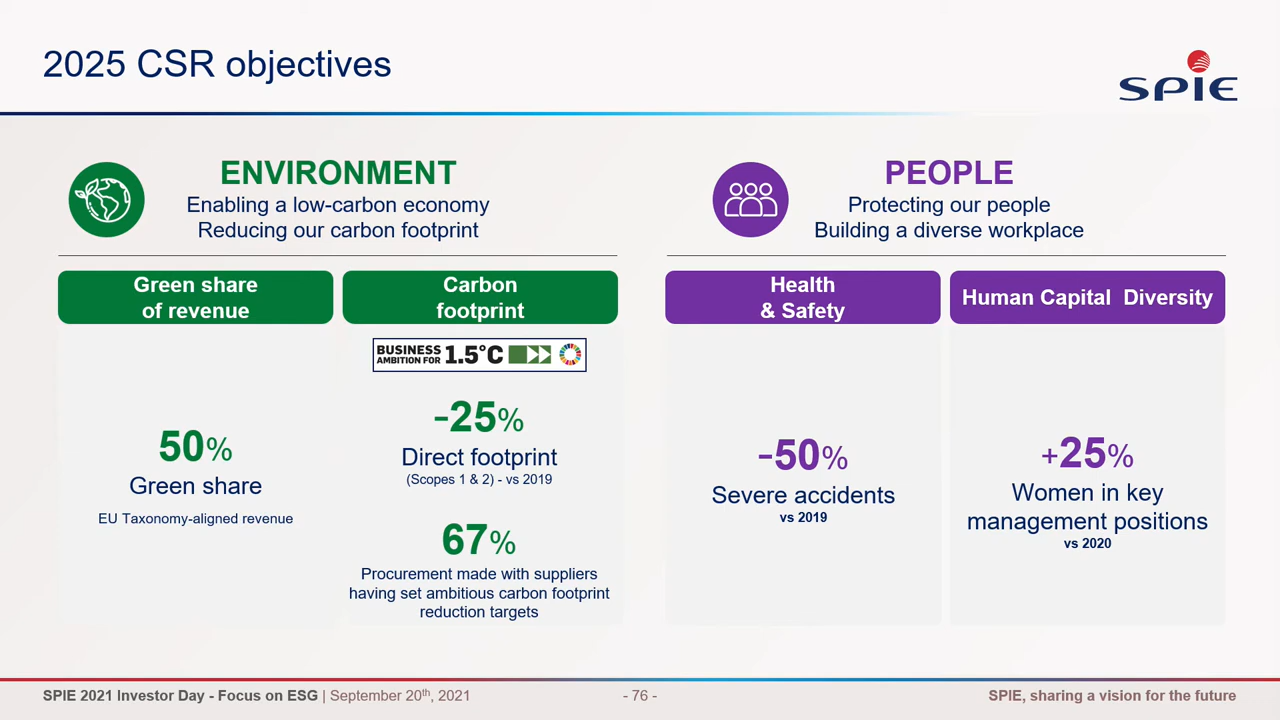 2025 CSR objectives
SPIE
ENVIRONMENT
Enabling a low-carbon economy
Reducing our carbon footprint
Green share
of revenue
50%
Green share
EU Taxonomy-aligned revenue
Carbon
footprint
BUSINESS
AMBITION FOR 1.5°C
-25%
Direct footprint
(Scopes 1 & 2) - vs 2019
67%
Procurement made with suppliers
having set ambitious carbon footprint
reduction targets
PEOPLE
Protecting our people
Building a diverse workplace
Health
& Safety
-50%
Severe accidents
vs 2019
Human Capital  Diversity
+25%
Women in key
management positions
vs 2020
SPIE 2021 Investor Day - Focus on ESG | September 20th, 2021
- 76 -
SPIE, sharing a vision for the future